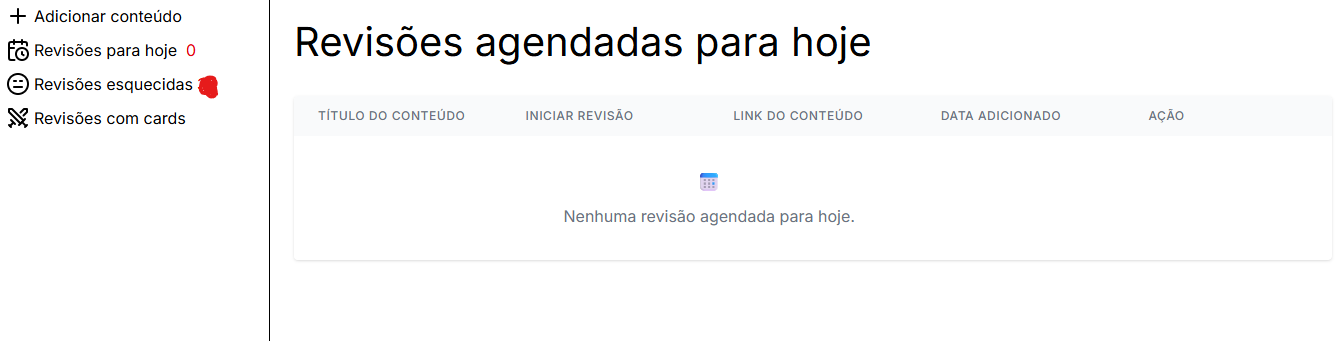 Adicionar conteúdo
Revisões para hoje 0
Revisões esquecidas
Revisões com cards
Revisões agendadas para hoje
TÍTULO DO CONTEÚDO INICIAR REVISÃO LINK DO CONTEÚDO DATA ADICIONADO AÇÃO
Nenhuma revisão agendada para hoje.